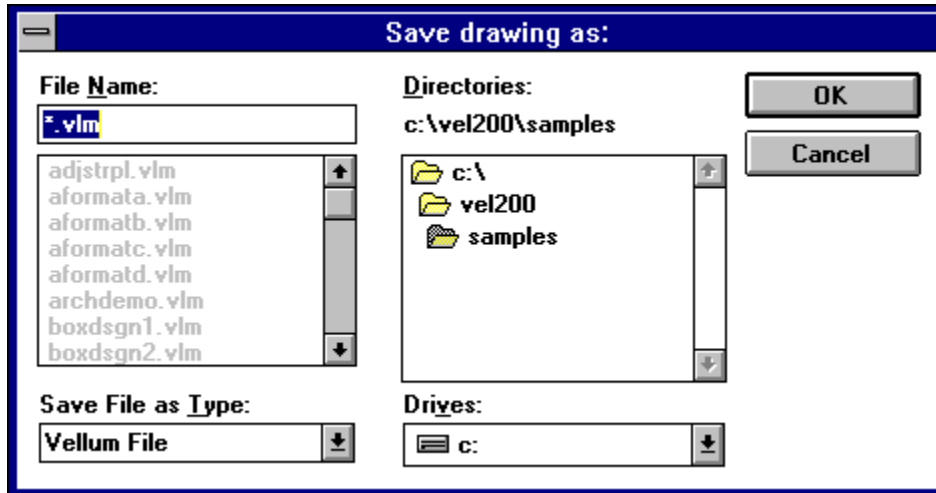 Save drawing as:
File Name:
*.vlm
adjstrpl.vlm
aformata.vlm
aformatb.vlm
aformatc.vlm
aformatd.vlm
archdemo.vlm
boxdsgn1.vlm
boxdsgn2.vlm
Save File as Type:
Vellum File
Directories:
c:\vel200\samples
c:\
vel200
samples
Drives:
c:
OK
Cancel